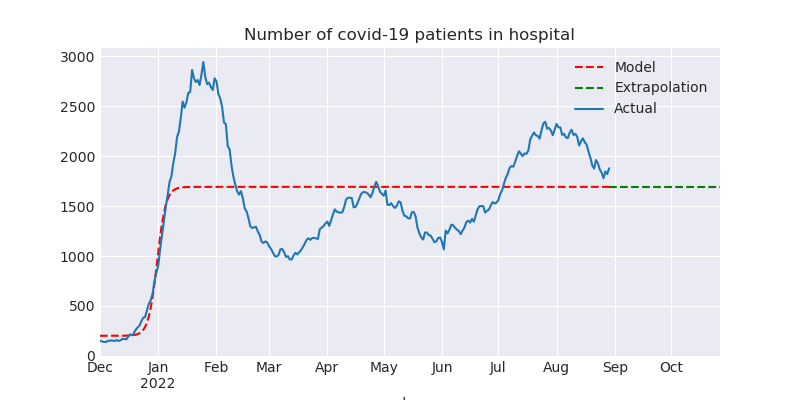 Number of covid-19 patients in hospital
3000
2500
2000
1500
1000
500
0
Model
Extrapolation
Actual
Dec Jan Feb Mar Apr May Jun Jul Aug Sep Oct
2022